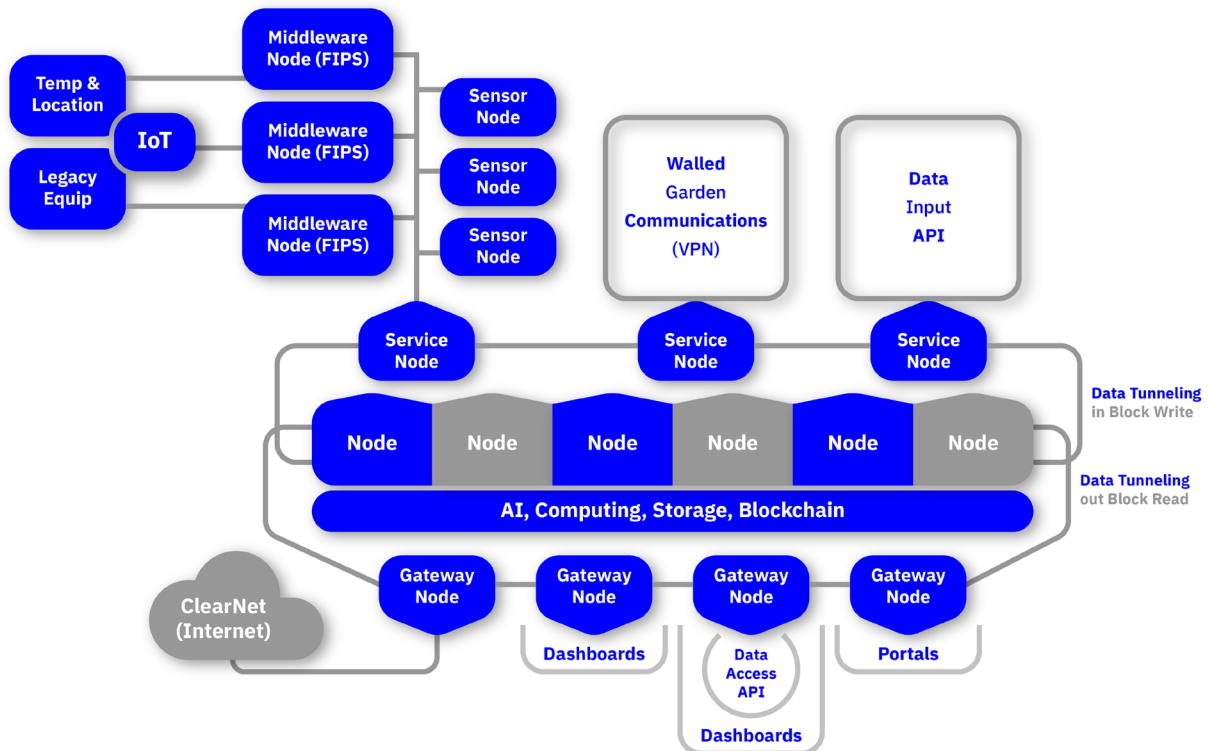 Middleware
Node (FIPS)
Temp &
Location
Sensor
Node
IoT
Middleware
Node (FIPS)
Legacy
Equip
Sensor
Node
Middleware
Node (FIPS)
Sensor
Node
Walled
Garden
Communications
(VPN)
Data
Input
API
Service
Node
Service
Node
Service
Node
Data Tunneling
in Block Write
Node
Node
Node
Node
Node
Node
Data Tunneling
out Block Read
AI, Computing, Storage, Blockchain
ClearNet
(Internet)
Gateway
Node
Gateway
Node
Gateway
Node
Gateway
Node
Dashboards
Data
Access
API
Dashboards
Portals